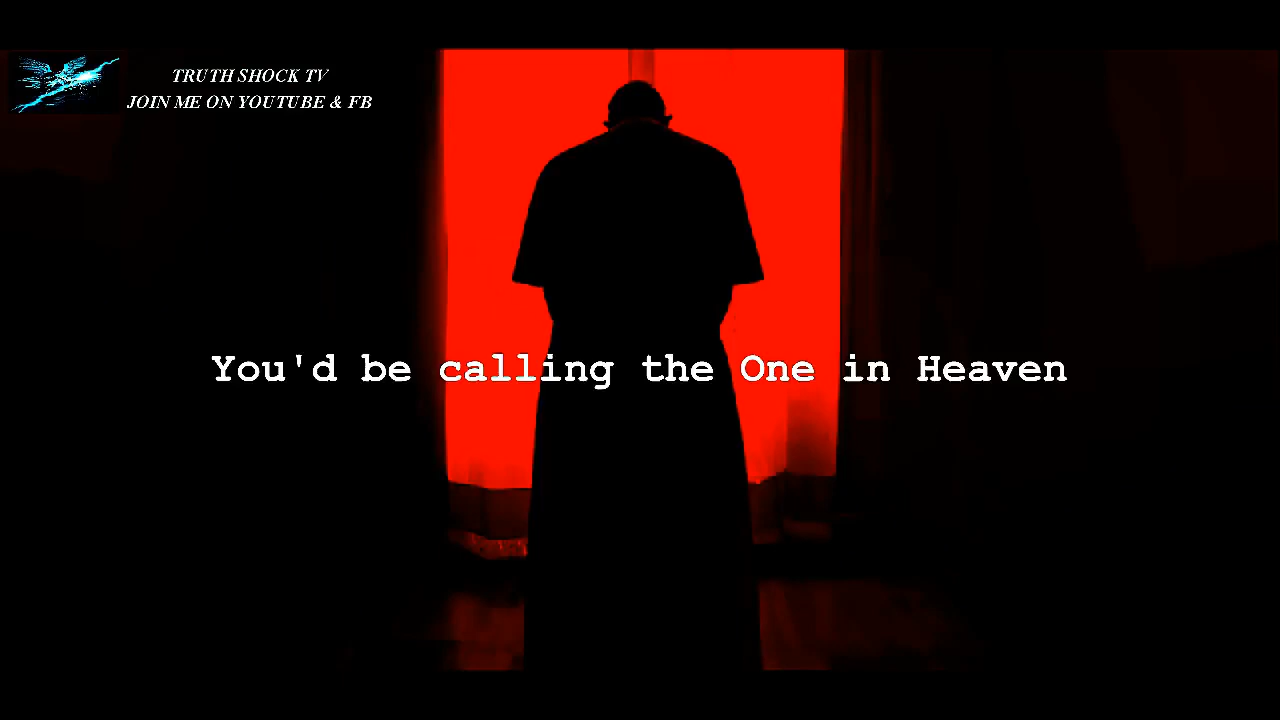 TRUTH SHOCK TV
JOIN ME ON YOUTUBE & FB
You'd be calling the One in Heaven